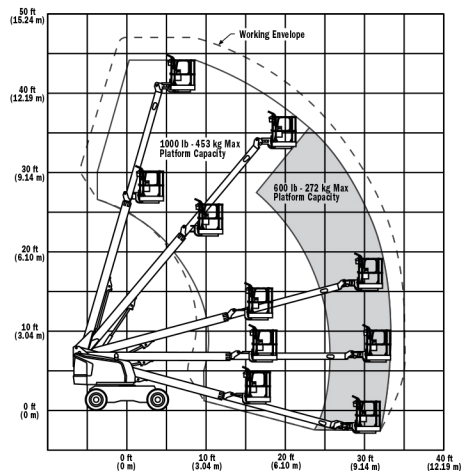 50 ft
(15.24 m)
Working Envelope
40 ft
(12.19 m)
1000 lb - 453 kg Max
Platform Capacity
30 ft
(9.14 m)
600 lb - 272 kg Max
Platform Capacity
20 ft
(6.10 m)
10 ft
(3.04 m)
0 ft
(0 m)
0 ft
(0 m)
10 ft
(3.04 m)
20 ft
(6.10 m)
30 ft
(9.14 m)
40 ft
(12.19 m)